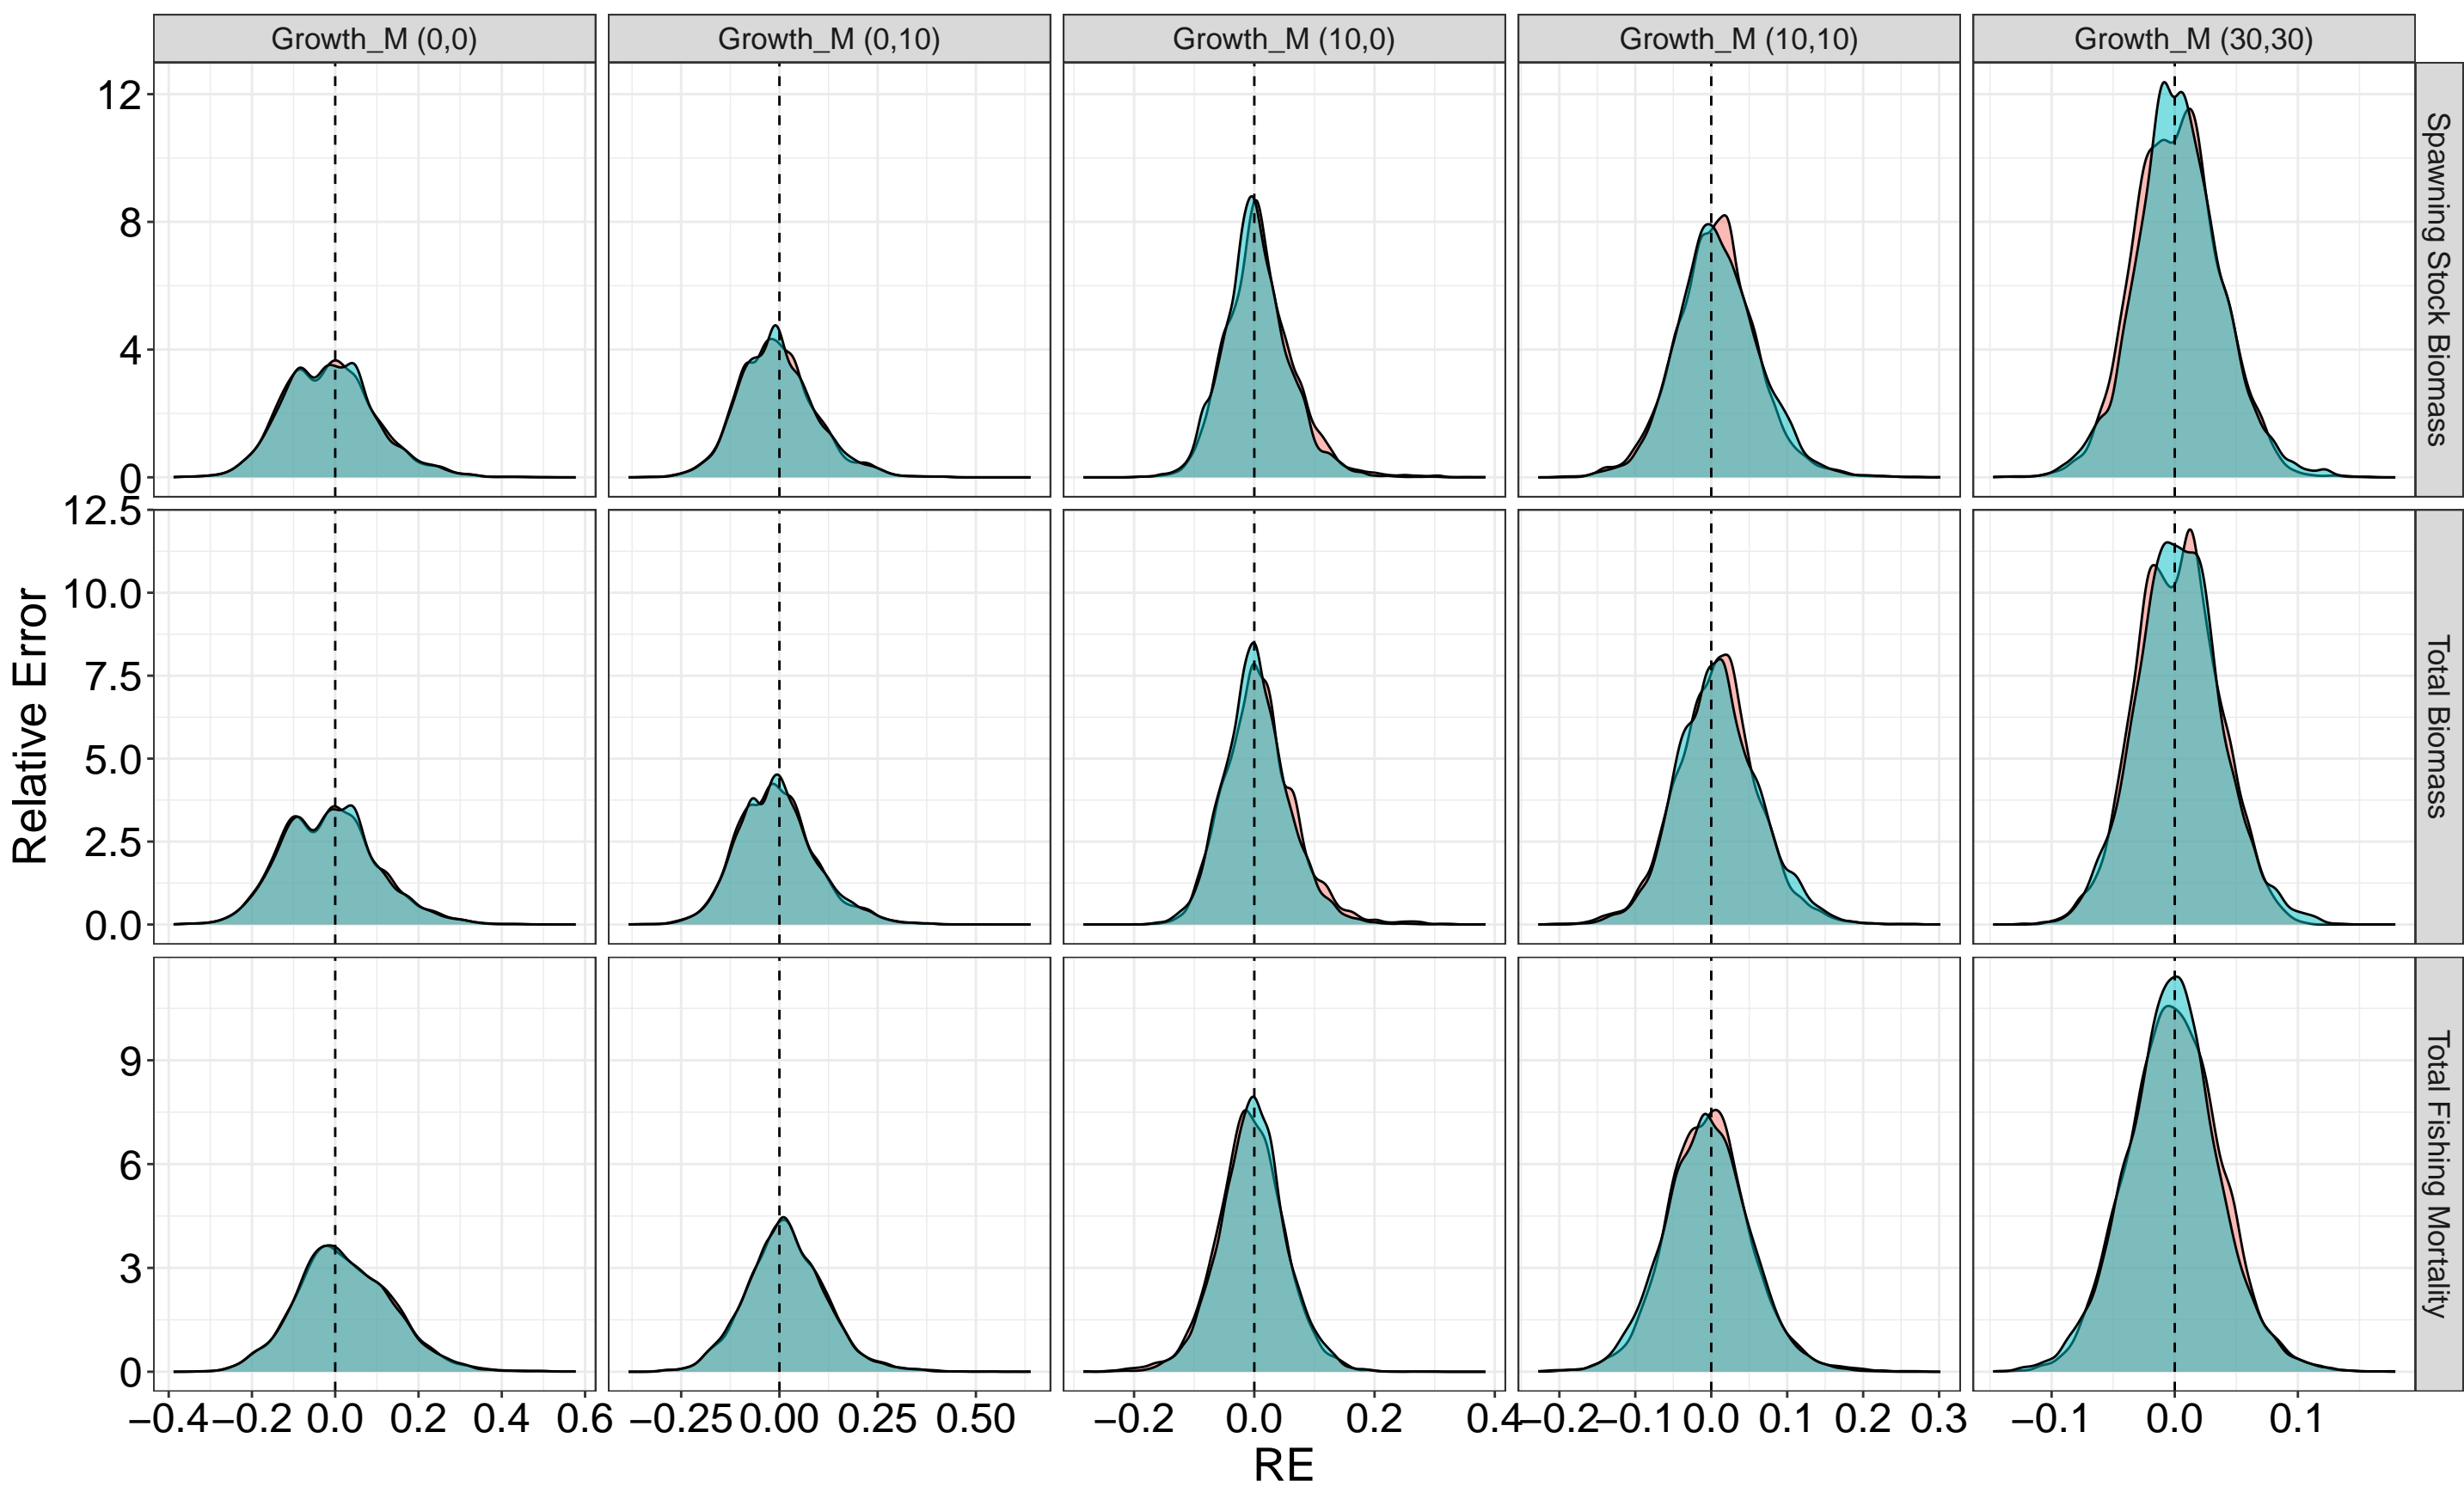 Growth_M (0,0) Growth_M (0,10) Growth_M (10,0) Growth_M (10,10) Growth_M (30,30)
12
8
4
0
Spawning Stock Biomass
12.5
10.0
7.5
5.0
2.5
0.0
Total Biomass
Relative Error
9
6
3
0
Total Fishing Mortality
−0.4 −0.2 0.0 0.2 0.4 0.6 −0.25 0.00 0.25 0.50 −0.2 0.0 0.2 0.4 −0.2 −0.1 0.0 0.1 0.2 0.3 −0.1 0.0 0.1
RE